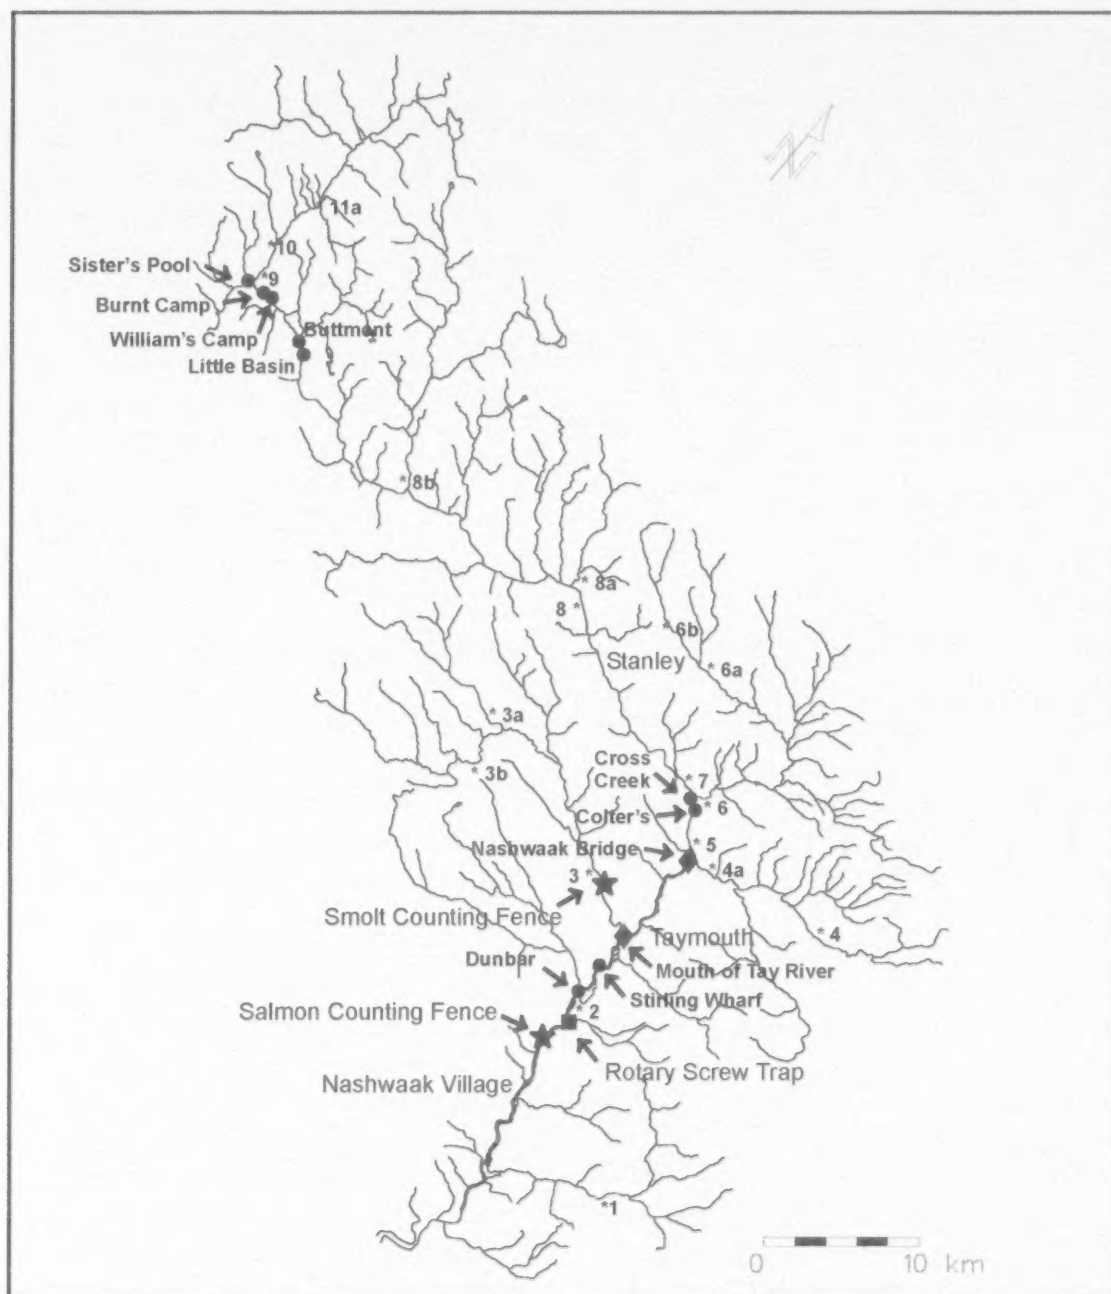 N
11a
*10
Sister's Pool
*9
Burnt Camp
William's Camp
Buttment
Little Basin
* 8b
* 8a
8 *
* 6b
Stanley
* 6a
* 3a
* 3b
Cross
Creek
* 7
Colter's
* 6
* 5
Nashwaak Bridge
* 4a
3 *
Smolt Counting Fence
* 4
Taymouth
Dunbar
Mouth of Tay River
Stirling Wharf
* 2
Salmon Counting Fence
Rotary Screw Trap
Nashwaak Village
*1
0 10 km